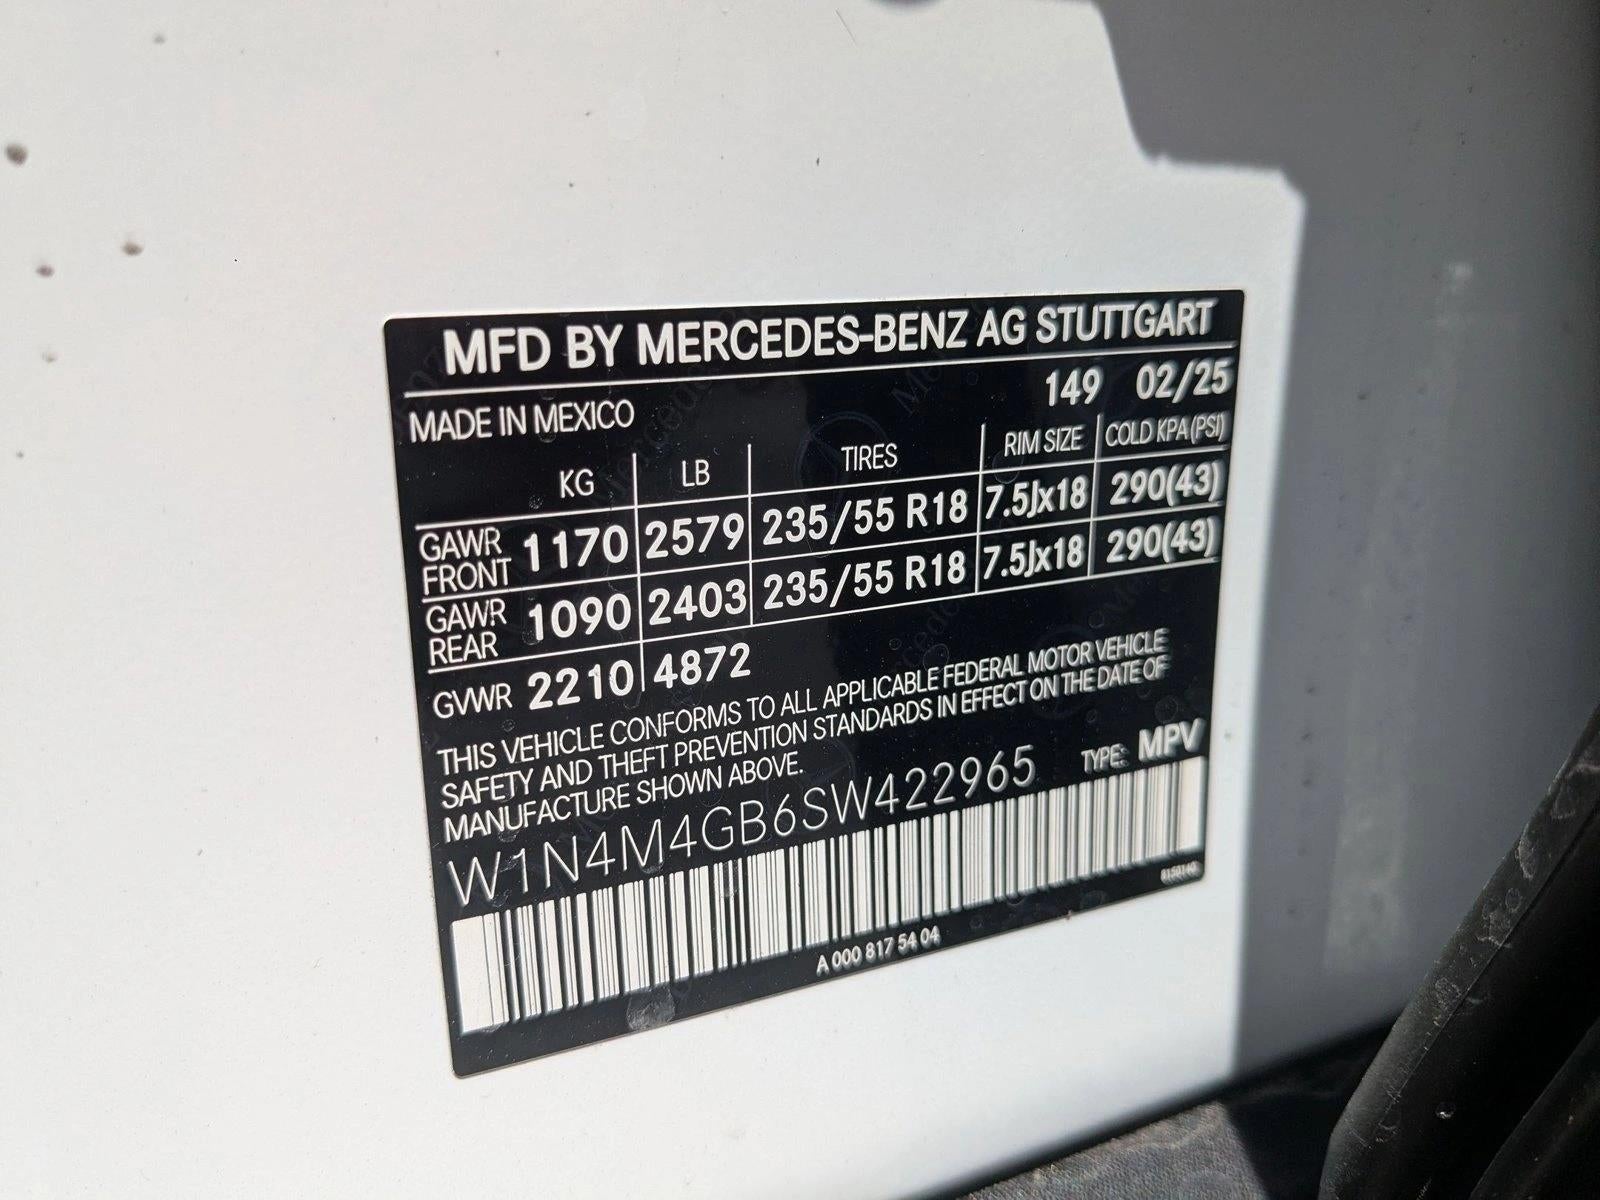 MFD BY MERCEDES-BENZ AG STUTTGART
149 02/25
MADE IN MEXICO
KG LB TIRES RIM SIZE COLD KPA(PSI)
GAWR FRONT 1170 2579 235/55 R18 7.5Jx18 290(43)
GAWR REAR 1090 2403 235/55 R18 7.5Jx18 290(43)
GVWR 2210 4872
THIS VEHICLE CONFORMS TO ALL APPLICABLE FEDERAL MOTOR VEHICLE
SAFETY AND THEFT PREVENTION STANDARDS IN EFFECT ON THE DATE OF
MANUFACTURE SHOWN ABOVE.
W1N4M4GB6SW422965 TYPE: MPV
A 000 817 54 04